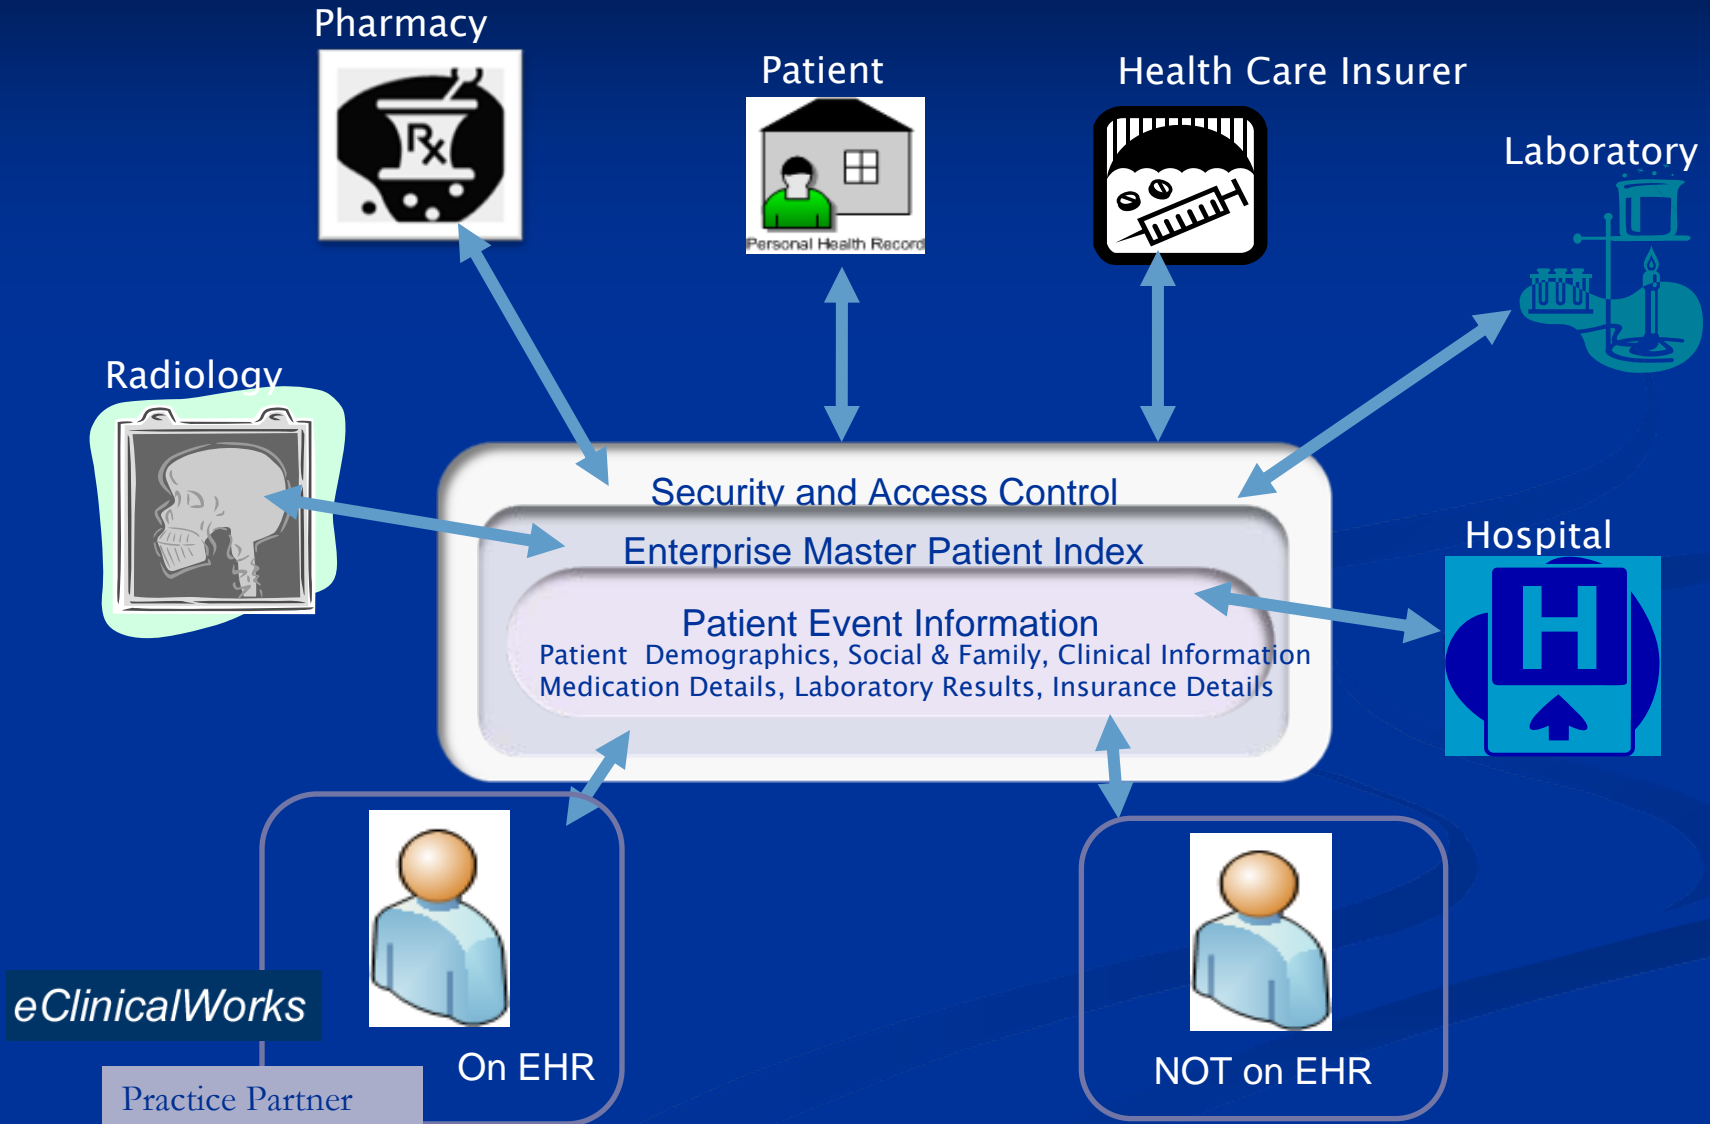 Pharmacy
Patient
Health Care Insurer
Laboratory
Rx
Personal Health Record
Radiology
Security and Access Control
Enterprise Master Patient Index
Hospital
H
Patient Event Information
Patient  Demographics, Social & Family, Clinical Information
Medication Details, Laboratory Results, Insurance Details
eClinicalWorks
On EHR
NOT on EHR
Practice Partner